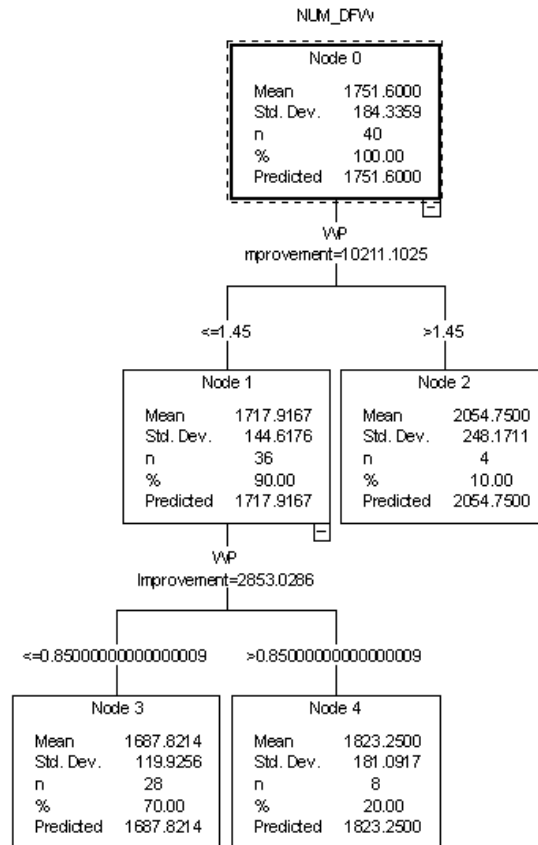 NUM_DFW
Node 0
Mean 1751.6000
Std. Dev. 184.3359
n 40
% 100.00
Predicted 1751.6000
WP
mprovement=10211.1025
<=1.45 >1.45
Node 1
Mean 1717.9167
Std. Dev. 144.6176
n 36
% 90.00
Predicted 1717.9167
Node 2
Mean 2054.7500
Std. Dev. 248.1711
n 4
% 10.00
Predicted 2054.7500
WP
Improvement=2853.0286
<=0.85000000000000009 >0.85000000000000009
Node 3
Mean 1687.8214
Std. Dev. 119.9256
n 28
% 70.00
Predicted 1687.8214
Node 4
Mean 1823.2500
Std. Dev. 181.0917
n 8
% 20.00
Predicted 1823.2500